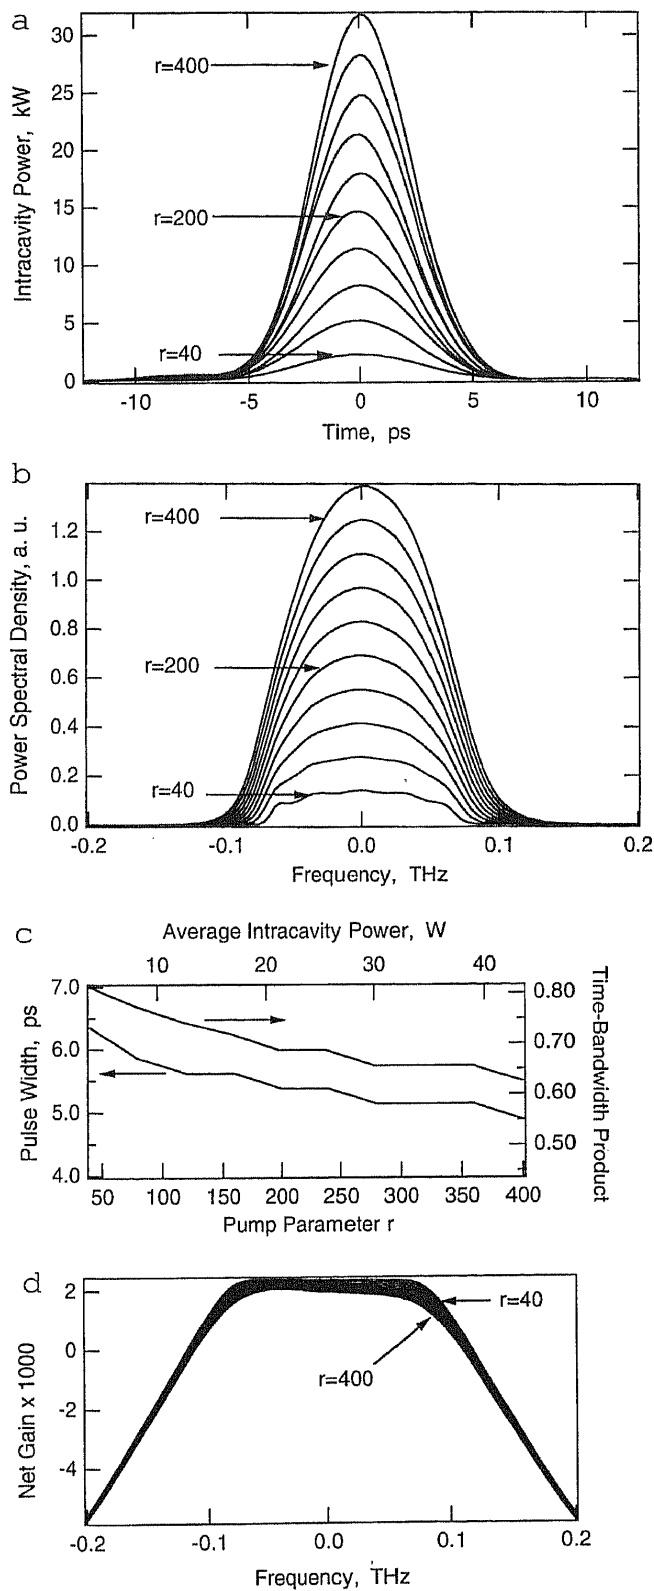 a
30
25
20
15
10
5
0
Intracavity Power, kW
r=400
r=200
r=40
-10
-5
0
5
10
Time, ps
b
1.2
1.0
0.8
0.6
0.4
0.2
0.0
Power Spectral Density, a. u.
r=400
r=200
r=40
-0.2
-0.1
0.0
0.1
0.2
Frequency, THz
c
Average Intracavity Power, W
10
20
30
40
7.0
6.0
5.0
4.0
Pulse Width, ps
0.80
0.70
0.60
0.50
Time-Bandwidth Product
50
100
150
200
250
300
350
400
Pump Parameter r
d
2
0
-2
-4
Net Gain x 1000
r=40
r=400
-0.2
-0.1
0.0
0.1
0.2
Frequency, THz